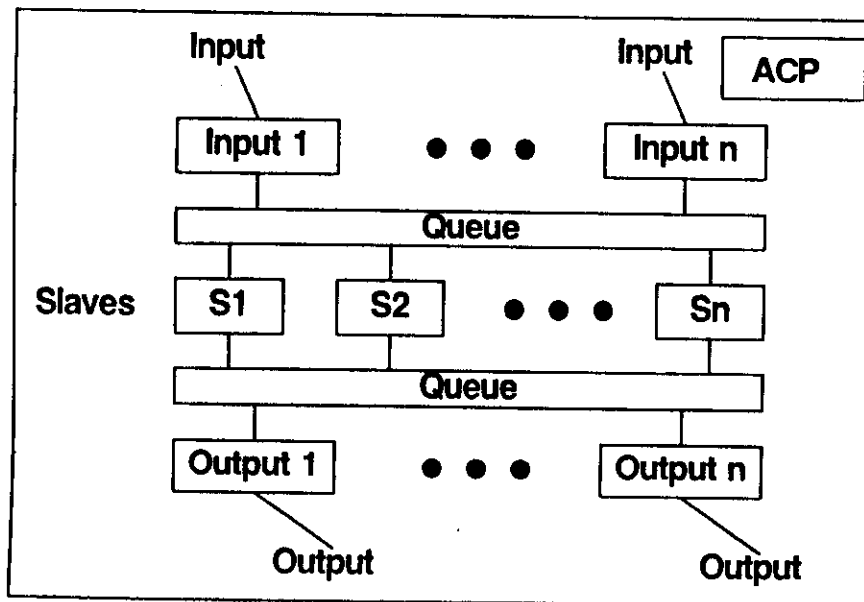 Input Input ACP
Input 1 Input n
Queue
Slaves S1 S2 Sn
Queue
Output 1 Output n
Output Output